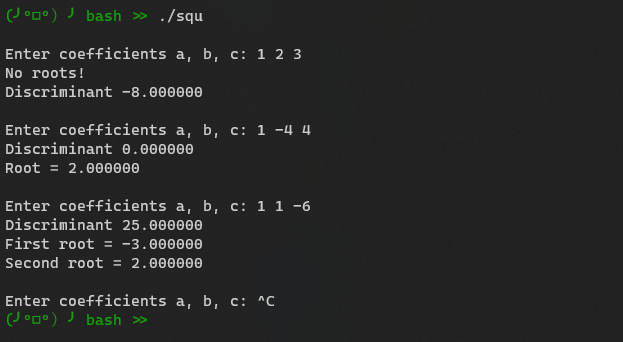 (╯°□°) ╯ bash >> ./squ
Enter coefficients a, b, c: 1 2 3
No roots!
Discriminant -8.000000
Enter coefficients a, b, c: 1 -4 4
Discriminant 0.000000
Root = 2.000000
Enter coefficients a, b, c: 1 1 -6
Discriminant 25.000000
First root = -3.000000
Second root = 2.000000
Enter coefficients a, b, c: ^C
(╯°□°) ╯ bash >>